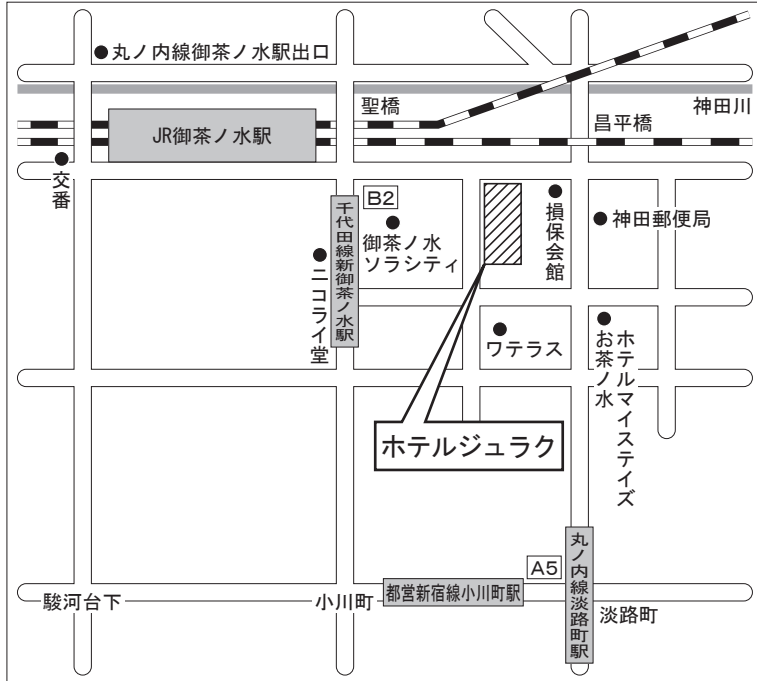 丸ノ内線御茶ノ水駅出口
聖橋
神田川
昌平橋
JR御茶ノ水駅
交番
B2
千代田線新御茶ノ水駅
御茶ノ水
ソラシティ
損保会館
神田郵便局
ニコライ堂
ワテラス
ホテルマイステイズ
お茶ノ水
ホテルジュラク
A5
丸ノ内線淡路町駅
都営新宿線小川町駅
駿河台下
小川町
淡路町